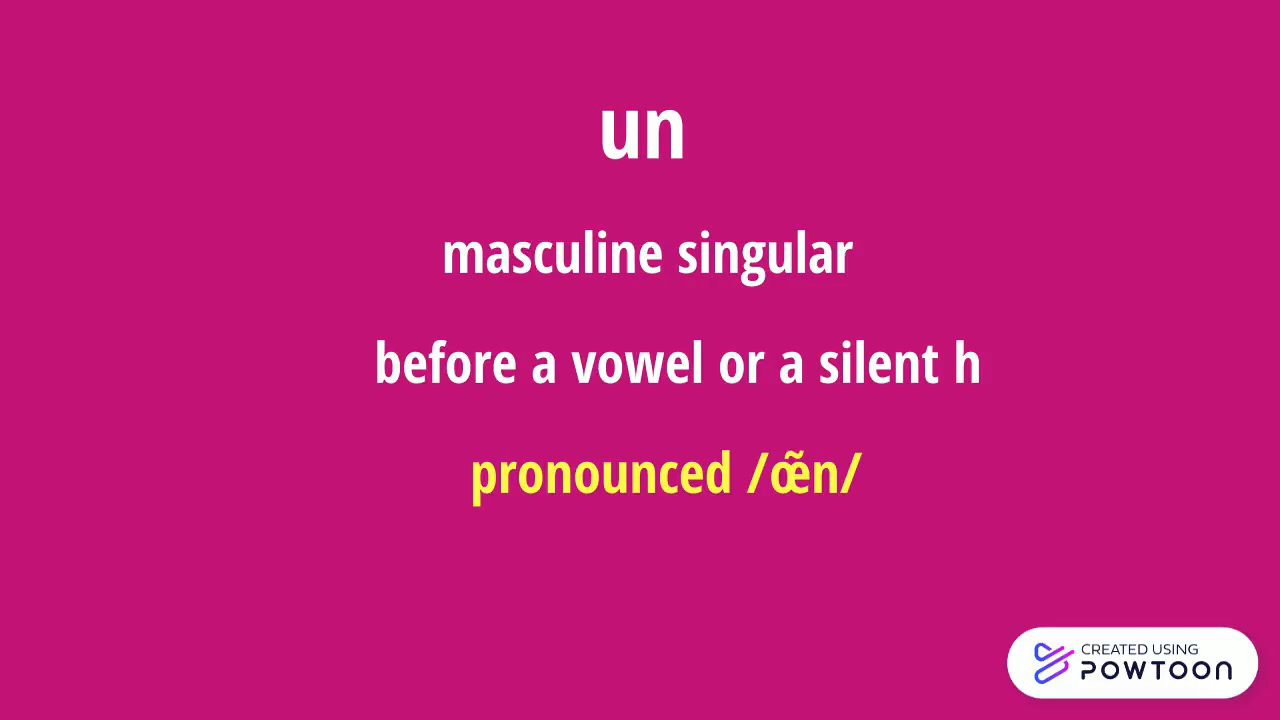 un
masculine singular
before a vowel or a silent h
pronounced /œ̃n/
CREATED USING
POWTOON